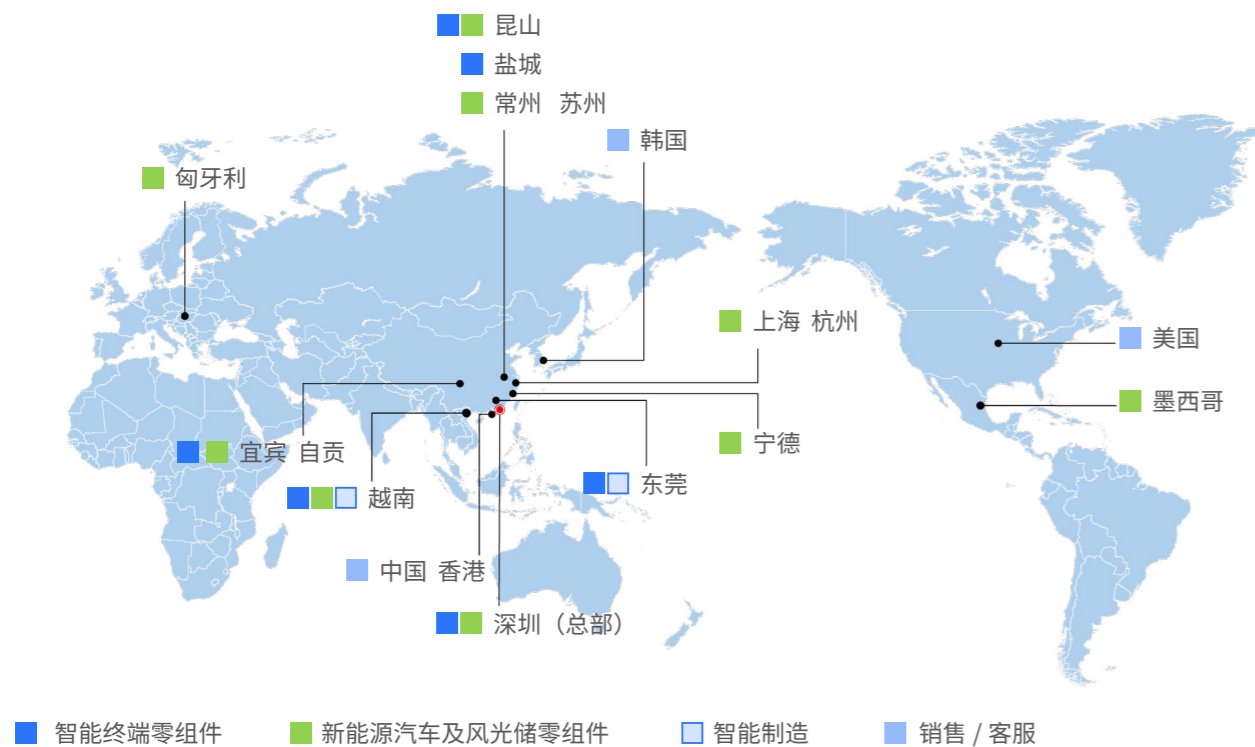 昆山
盐城
常州 苏州
韩国
匈牙利
上海 杭州
美国
墨西哥
宁德
宜宾 自贡
东莞
越南
中国 香港
深圳（总部）
智能终端零组件
新能源汽车及风光储零组件
智能制造
销售 / 客服